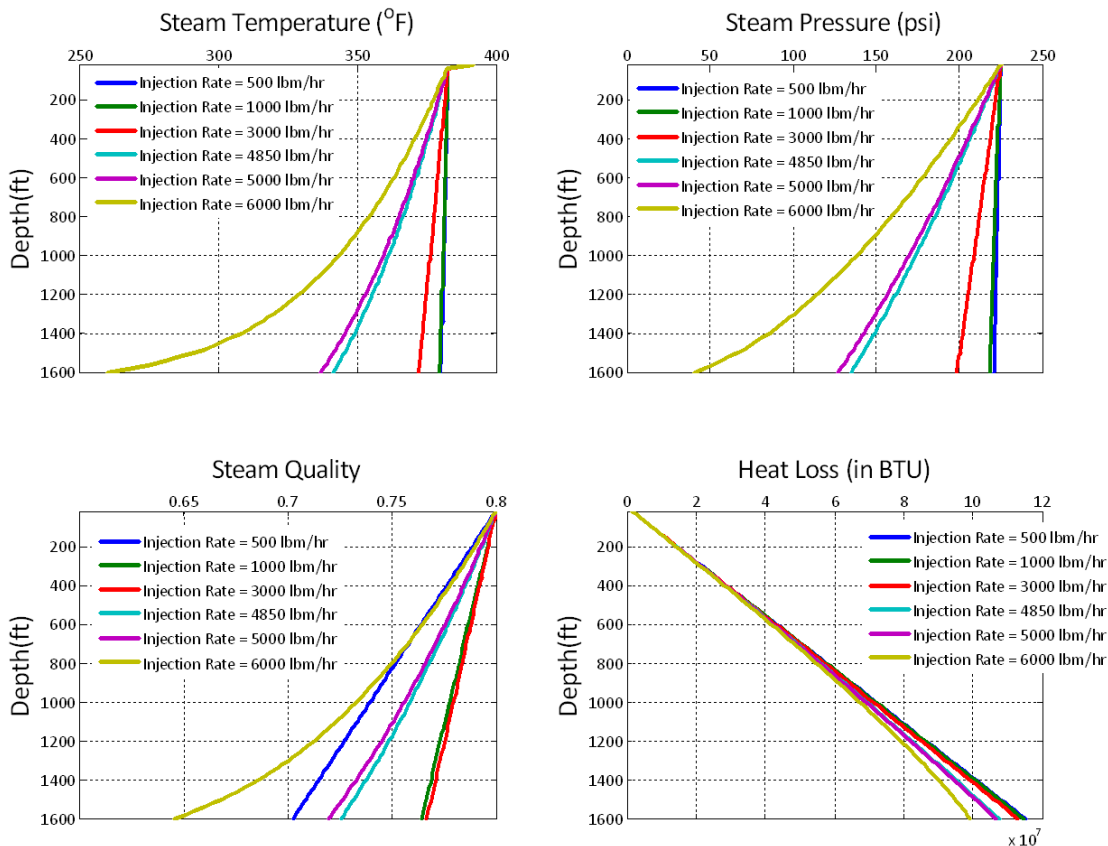 Steam Temperature (°F)
250 300 350 400
Injection Rate = 500 lbm/hr
200
Injection Rate = 1000 lbm/hr
400
Injection Rate = 3000 lbm/hr
Injection Rate = 4850 lbm/hr
600
Injection Rate = 5000 lbm/hr
Injection Rate = 6000 lbm/hr
800
1000
1200
1400
1600
Depth(ft)
Steam Pressure (psi)
0 50 100 150 200 250
Injection Rate = 500 lbm/hr
200
Injection Rate = 1000 lbm/hr
400
Injection Rate = 3000 lbm/hr
Injection Rate = 4850 lbm/hr
600
Injection Rate = 5000 lbm/hr
Injection Rate = 6000 lbm/hr
800
1000
1200
1400
1600
Depth(ft)
Steam Quality
0.65 0.7 0.75 0.8
Injection Rate = 500 lbm/hr
200
Injection Rate = 1000 lbm/hr
400
Injection Rate = 3000 lbm/hr
Injection Rate = 4850 lbm/hr
600
Injection Rate = 5000 lbm/hr
Injection Rate = 6000 lbm/hr
800
1000
1200
1400
1600
Depth(ft)
Heat Loss (in BTU)
0 2 4 6 8 10 12
Injection Rate = 500 lbm/hr
200
Injection Rate = 1000 lbm/hr
400
Injection Rate = 3000 lbm/hr
Injection Rate = 4850 lbm/hr
600
Injection Rate = 5000 lbm/hr
Injection Rate = 6000 lbm/hr
800
1000
1200
1400
1600
Depth(ft)
x 10⁷